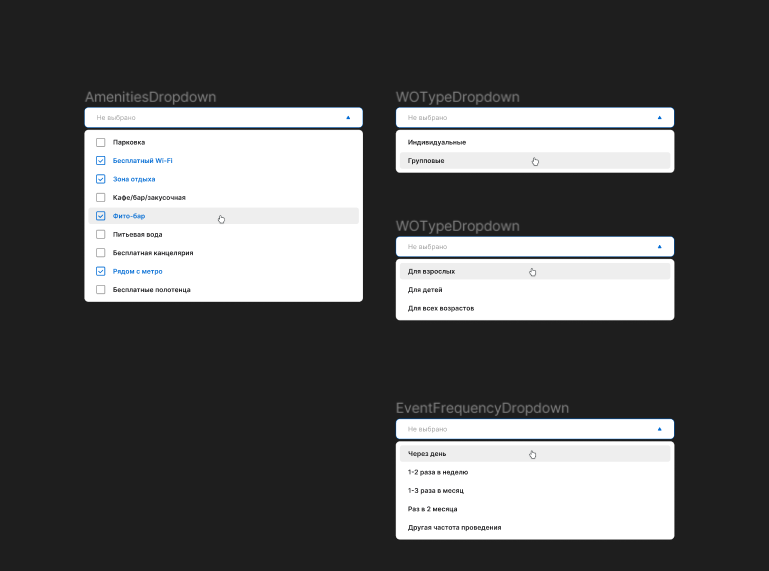 AmenitiesDropdown
Не выбрано
Парковка
Бесплатный Wi-Fi
Зона отдыха
Кафе/бар/закусочная
Фито-бар
Питьевая вода
Бесплатная канцелярия
Рядом с метро
Бесплатные полотенца
WOTypeDropdown
Не выбрано
Индивидуальные
Групповые
WOTypeDropdown
Не выбрано
Для взрослых
Для детей
Для всех возрастов
EventFrequencyDropdown
Не выбрано
Через день
1-2 раза в неделю
1-3 раза в месяц
Раз в 2 месяца
Другая частота проведения